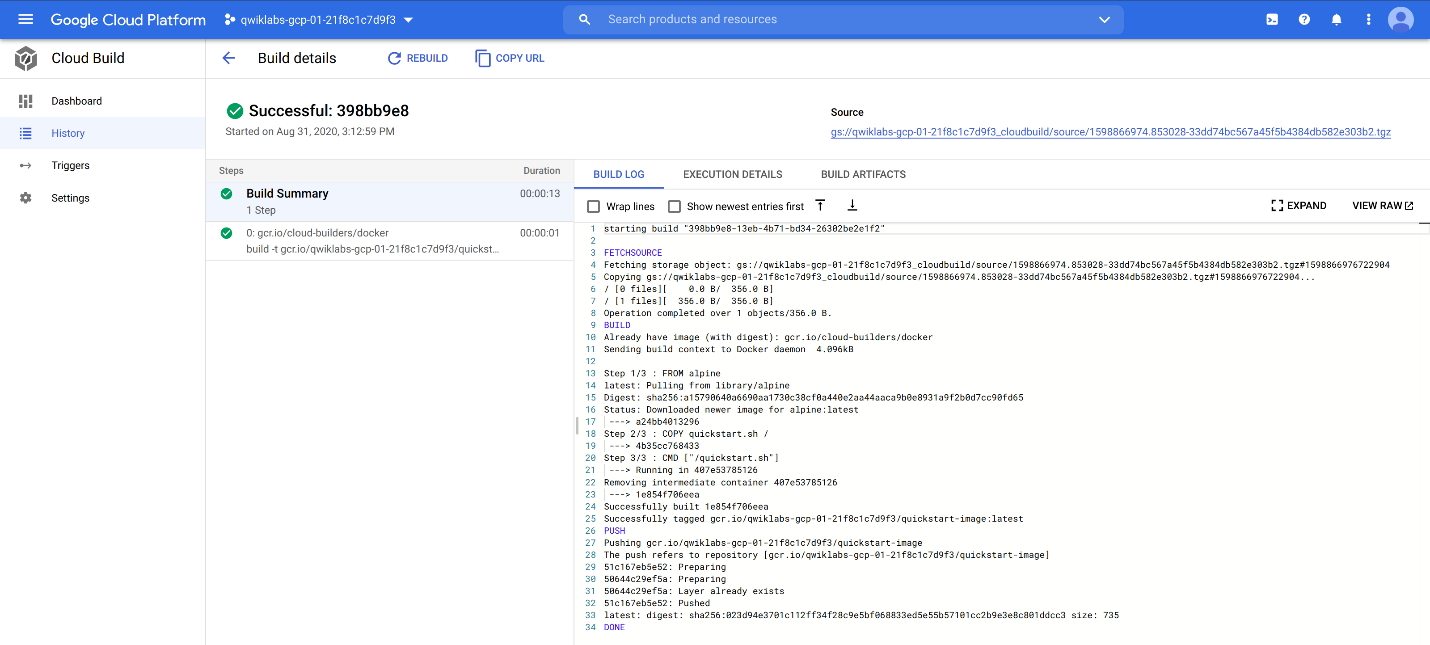 Google Cloud Platform
qwiklabs-gcp-01-21f8c1c7d9f3
Search products and resources
Cloud Build
Build details
REBUILD
COPY URL
Dashboard
History
Triggers
Settings
Successful: 398bb9e8
Started on Aug 31, 2020, 3:12:59 PM
Source
gs://qwiklabs-gcp-01-21f8c1c7d9f3_cloudbuild/source/1598866974.853028-33dd74bc567a45f5b4384db582e303b2.tgz
Steps Duration
Build Summary 00:00:13
1 Step
0: gcr.io/cloud-builders/docker 00:00:01
build -t gcr.io/qwiklabs-gcp-01-21f8c1c7d9f3/quickst...
BUILD LOG EXECUTION DETAILS BUILD ARTIFACTS
Wrap lines Show newest entries first EXPAND VIEW RAW
1 starting build "398bb9e8-13eb-4b71-bd34-26302be2e1f2"
2
3 FETCHSOURCE
4 Fetching storage object: gs://qwiklabs-gcp-01-21f8c1c7d9f3_cloudbuild/source/1598866974.853028-33dd74bc567a45f5b4384db582e303b2.tgz#1598866976722904
5 Copying gs://qwiklabs-gcp-01-21f8c1c7d9f3_cloudbuild/source/1598866974.853028-33dd74bc567a45f5b4384db582e303b2.tgz#1598866976722904...
6 / [0 files][    0.0 B/  356.0 B]
7 / [1 files][  356.0 B/  356.0 B]
8 Operation completed over 1 objects/356.0 B.
9 BUILD
10 Already have image (with digest): gcr.io/cloud-builders/docker
11 Sending build context to Docker daemon  4.096kB
12
13 Step 1/3 : FROM alpine
14 latest: Pulling from library/alpine
15 Digest: sha256:a15790640a6690aa1730c38cf0a440e2aa44aaca9b0e8931a9f2b0d7cc90fd65
16 Status: Downloaded newer image for alpine:latest
17 ---> a24bb4013296
18 Step 2/3 : COPY quickstart.sh /
19 ---> 4b35cc768433
20 Step 3/3 : CMD ["/quickstart.sh"]
21 ---> Running in 407e53785126
22 Removing intermediate container 407e53785126
23 ---> 1e854f706eea
24 Successfully built 1e854f706eea
25 Successfully tagged gcr.io/qwiklabs-gcp-01-21f8c1c7d9f3/quickstart-image:latest
26 PUSH
27 Pushing gcr.io/qwiklabs-gcp-01-21f8c1c7d9f3/quickstart-image
28 The push refers to repository [gcr.io/qwiklabs-gcp-01-21f8c1c7d9f3/quickstart-image]
29 51c167eb5e52: Preparing
30 50644c29ef5a: Preparing
31 50644c29ef5a: Layer already exists
32 51c167eb5e52: Pushed
33 latest: digest: sha256:023d94e3701c112ff34f28c9e5bf068833ed5e55b57101cc2b9e3e8c801ddcc3 size: 735
34 DONE